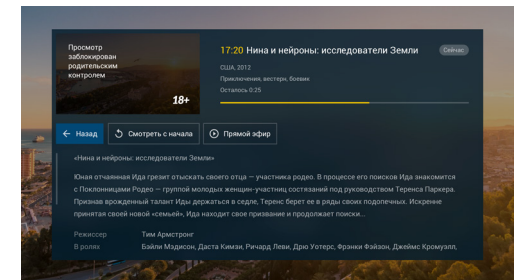 Просмотр
заблокирован
родительским
контролем
18+
17:20 Нина и нейроны: исследователи Земли
Сейчас
США, 2012
Приключения, вестерн, боевик
Осталось 0:25
Назад
Смотреть с начала
Прямой эфир
«Нина и нейроны: исследователи Земли»
Юная отчаянная Ида грезит отыскать своего отца — участника родео. В процессе его поисков Ида знакомится
с Поклонницами Родео — группой молодых женщин-участниц состязаний под руководством Теренса Паркера.
Признав врожденный талант Иды держаться в седле, Теренс берет ее в ряды своих подопечных. Искренне
принятая своей новой «семьей», Ида находит свое призвание и продолжает поиски...
Режиссер Тим Армстронг
В ролях Бэйли Мэдисон, Даста Кимзи, Ричард Леви, Дрю Уотерс, Фрэнки Фэйзон, Джеймс Кромуэлл,